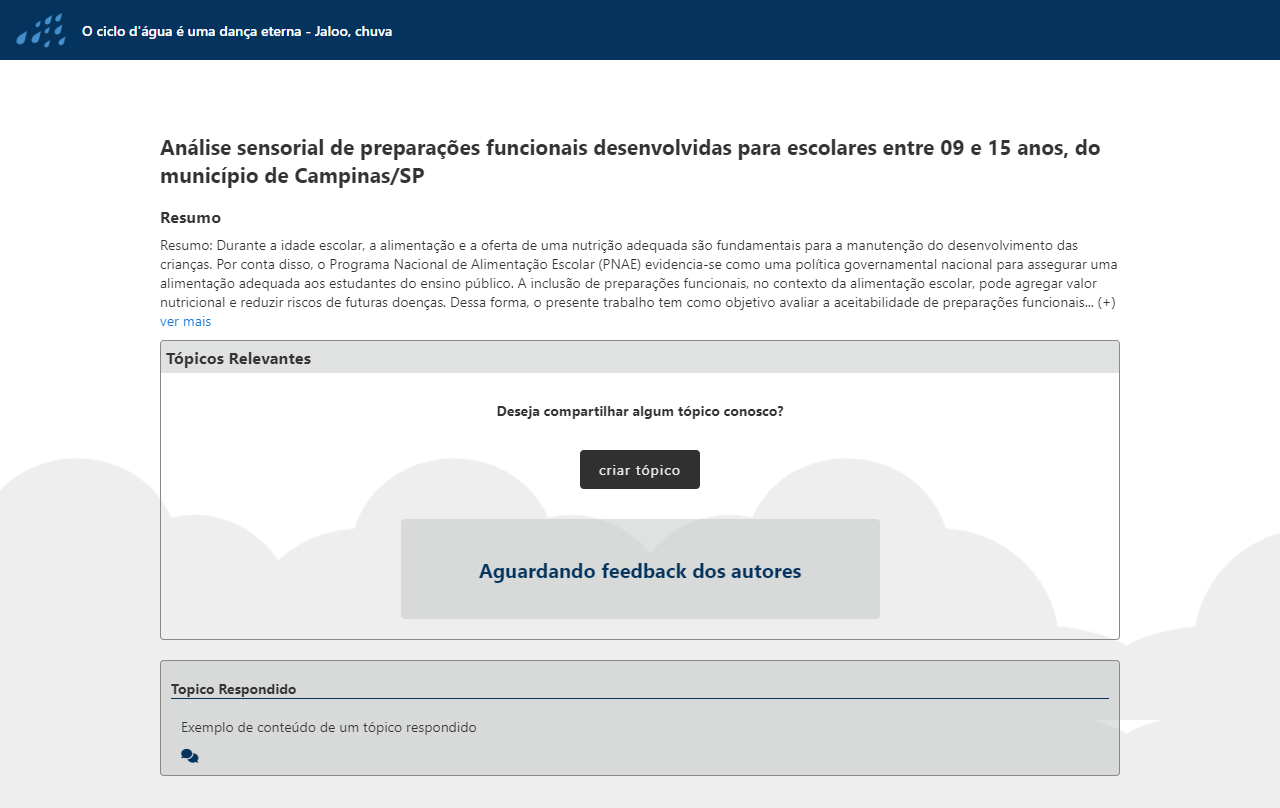 O ciclo d'água é uma dança eterna - Jaloo, chuva
Análise sensorial de preparações funcionais desenvolvidas para escolares entre 09 e 15 anos, do
município de Campinas/SP
Resumo
Resumo: Durante a idade escolar, a alimentação e a oferta de uma nutrição adequada são fundamentais para a manutenção do desenvolvimento das
crianças. Por conta disso, o Programa Nacional de Alimentação Escolar (PNAE) evidencia-se como uma política governamental nacional para assegurar uma
alimentação adequada aos estudantes do ensino público. A inclusão de preparações funcionais, no contexto da alimentação escolar, pode agregar valor
nutricional e reduzir riscos de futuras doenças. Dessa forma, o presente trabalho tem como objetivo avaliar a aceitabilidade de preparações funcionais... (+)
ver mais
Tópicos Relevantes
Deseja compartilhar algum tópico conosco?
criar tópico
Aguardando feedback dos autores
Topico Respondido
Exemplo de conteúdo de um tópico respondido